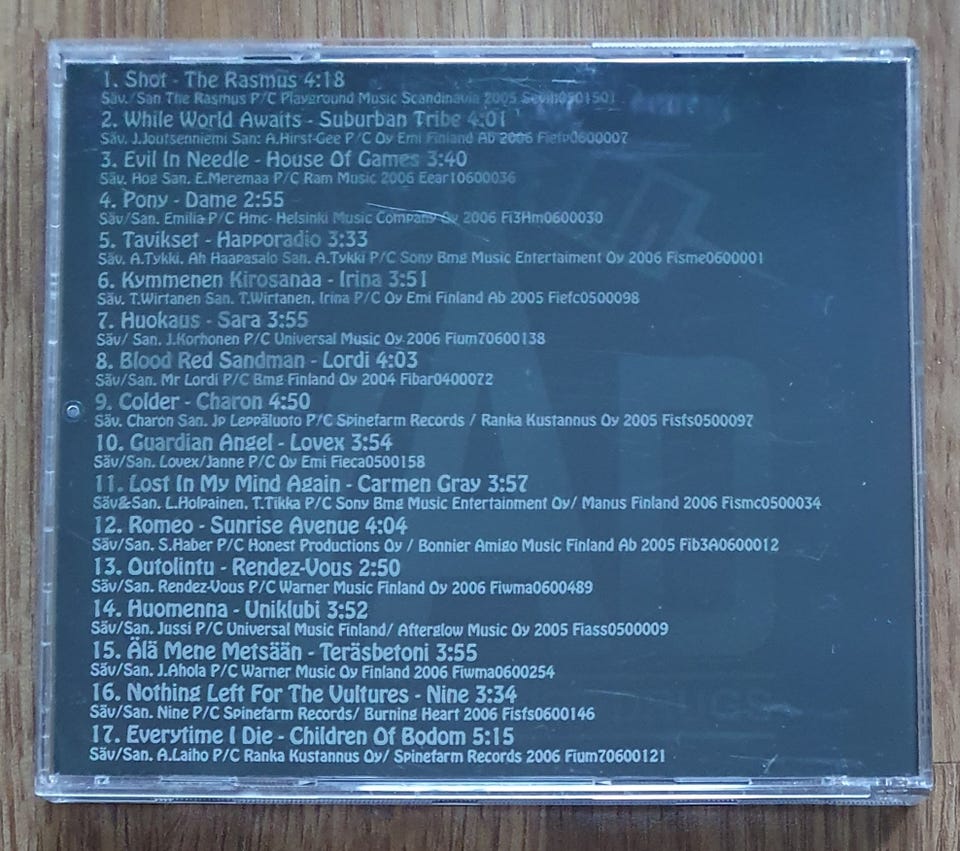 1. Shot - The Rasmus 4:18
Säv./San The Rasmus P/C Playground Music Scandinavia 2005
2. While World Awaits - Suburban Tribe 4:01
Säv. J.Joutsenniemi San: A.Hirst-Gee P/C Oy Emi Finland Ab 2006 Fiefd0600007
3. Evil In Needle - House Of Games 3:40
Säv. Hog San. E.Meremaa P/C Ram Music 2006 Eear10600036
4. Pony - Dame 2:55
Säv/San. Emilia P/C Hmc- Helsinki Music Company Oy 2006 Fi3Hm0600030
5. Tavikset - Happoradio 3:33
Säv. A.Tykki, Ah Haapasalo San. A.Tykki P/C Sony Bmg Music Entertaiment Oy 2006 Fisme0600001
6. Kymmenen Kirosanaa - Irina 3:51
Säv. T.Wirtanen San. T.Wirtanen, Irina P/C Oy Emi Finland Ab 2005 Fiefc0500098
7. Huokaus - Sara 3:55
Säv/ San. J.Korhonen P/C Universal Music Oy 2006 Fium70600138
8. Blood Red Sandman - Lordi 4:03
Säv/San. Mr Lordi P/C Bmg Finland Oy 2004 Fibar0400072
9. Colder - Charon 4:50
Säv. Charon San. Jp Leppäluoto P/C Spinefarm Records / Ranka Kustannus Oy 2005 Fisfs0500097
10. Guardian Angel - Lovex 3:54
Säv/San. Lovex/Janne P/C Oy Emi Fieca0500158
11. Lost In My Mind Again - Carmen Gray 3:57
Säv&San. L.Holpainen, T.Tikka P/C Sony Bmg Music Entertainment Oy/ Manus Finland 2006 Fismc0500034
12. Romeo - Sunrise Avenue 4:04
Säv/San. S.Haber P/C Honest Productions Oy / Bonnier Amigo Music Finland Ab 2005 Fib3A0600012
13. Outolintu - Rendez-Vous 2:50
Säv/San. Rendez-Vous P/C Warner Music Finland Oy 2006 Fiwma0600489
14. Huomenna - Uniklubi 3:52
Säv/San. Jussi P/C Universal Music Finland/ Afterglow Music Oy 2005 Fiass0500009
15. Älä Mene Metsään - Teräsbetoni 3:55
Säv/San. J.Ahola P/C Warner Music Oy Finland 2006 Fiwma0600254
16. Nothing Left For The Vultures - Nine 3:34
Säv/San. Nine P/C Spinefarm Records/ Burning Heart 2006 Fisfs0600146
17. Everytime I Die - Children Of Bodom 5:15
Säv/San. A.Laiho P/C Ranka Kustannus Oy/ Spinefarm Records 2006 Fium70600121